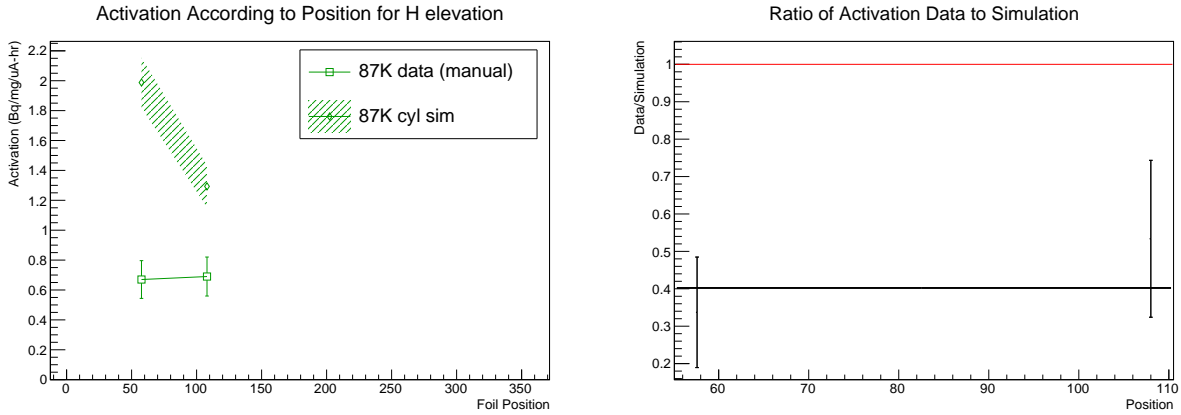 Activation According to Position for H elevation
Activation (Bq/mg/uA-hr)
2.2
2
1.8
1.6
1.4
1.2
1
0.8
0.6
0.4
0.2
0
0 50 100 150 200 250 300 350
Foil Position
87K data (manual)
87K cyl sim
Ratio of Activation Data to Simulation
Data/Simulation
1
0.9
0.8
0.7
0.6
0.5
0.4
0.3
0.2
60 70 80 90 100 110
Position